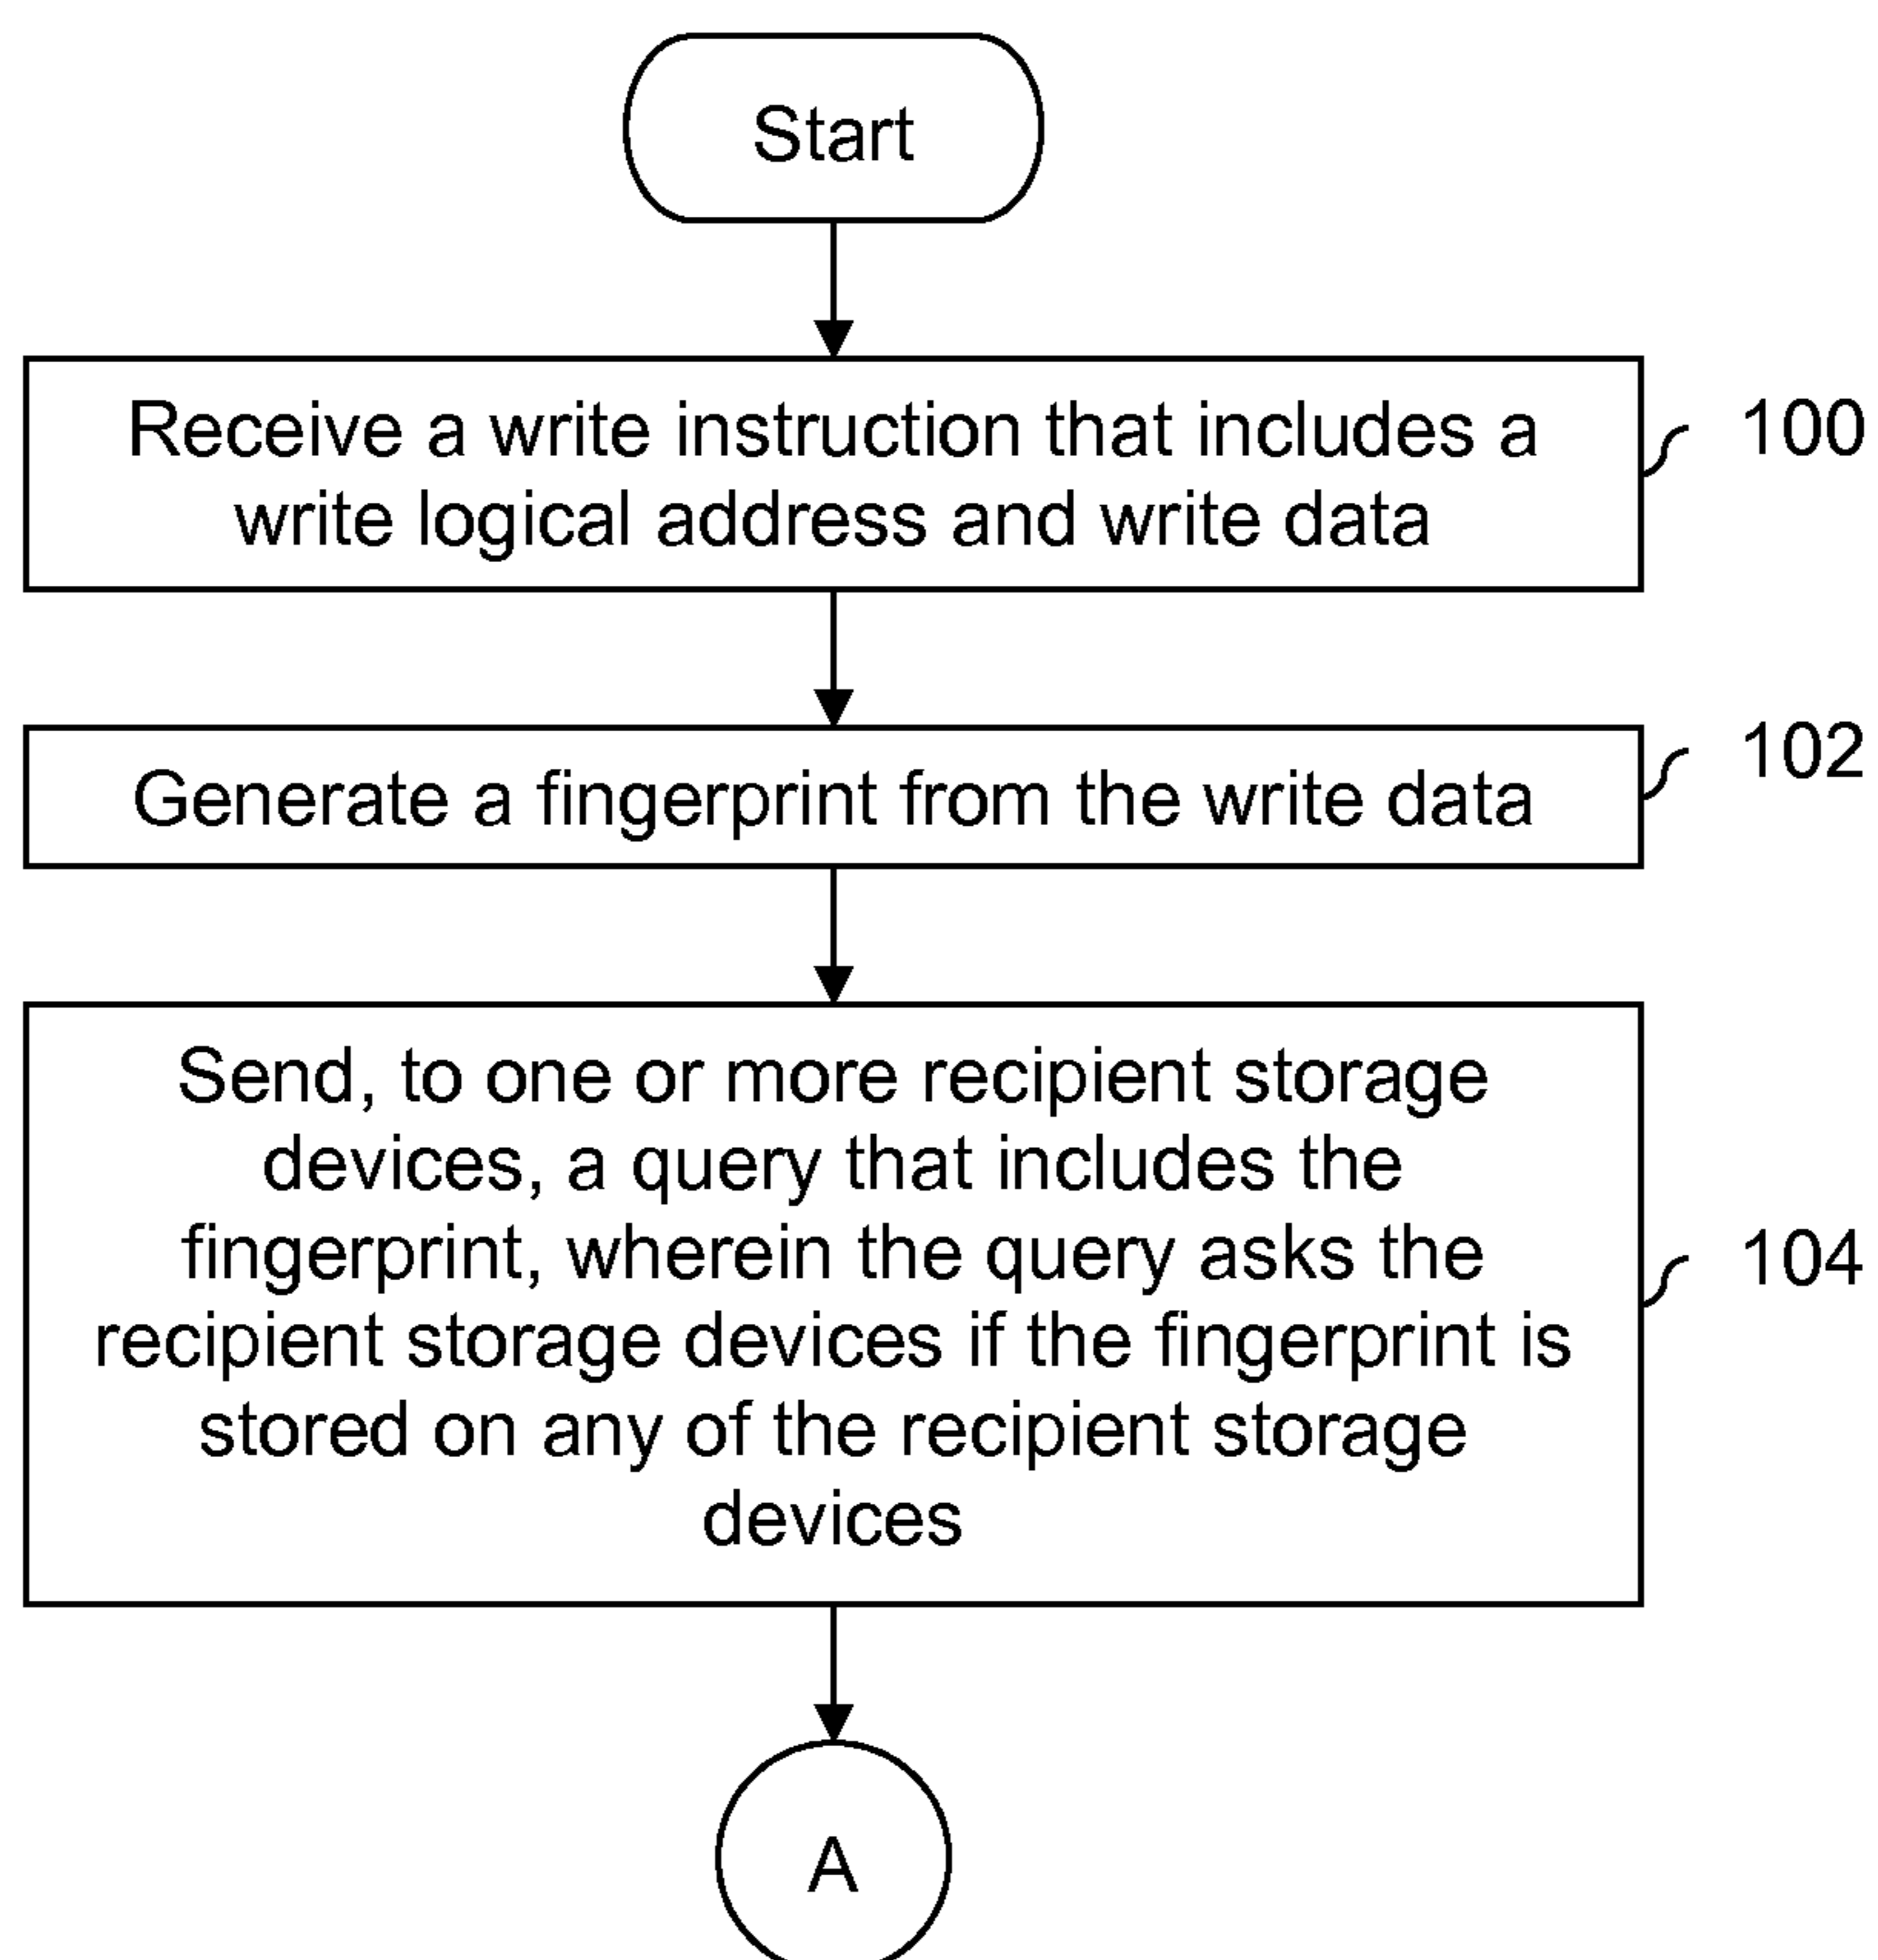 Start
Receive a write instruction that includes a
write logical address and write data
100
Generate a fingerprint from the write data
102
Send, to one or more recipient storage
devices, a query that includes the
fingerprint, wherein the query asks the
recipient storage devices if the fingerprint is
stored on any of the recipient storage
devices
104
A